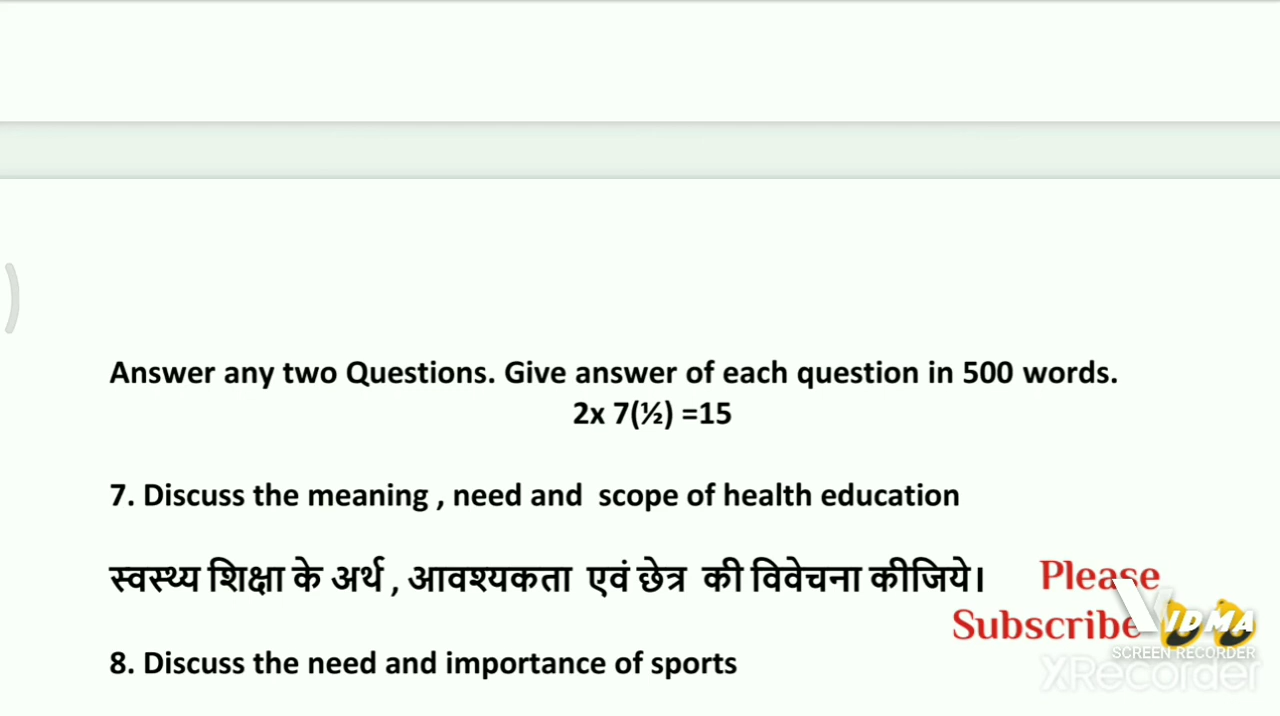 Answer any two Questions. Give answer of each question in 500 words.
2x 7(½) =15
7. Discuss the meaning , need and scope of health education
स्वस्थ्य शिक्षा के अर्थ , आवश्यकता एवं छेत्र की विवेचना कीजिये।
Please
Subscribe
VIDMA
SCREEN RECORDER
XRecorder
8. Discuss the need and importance of sports